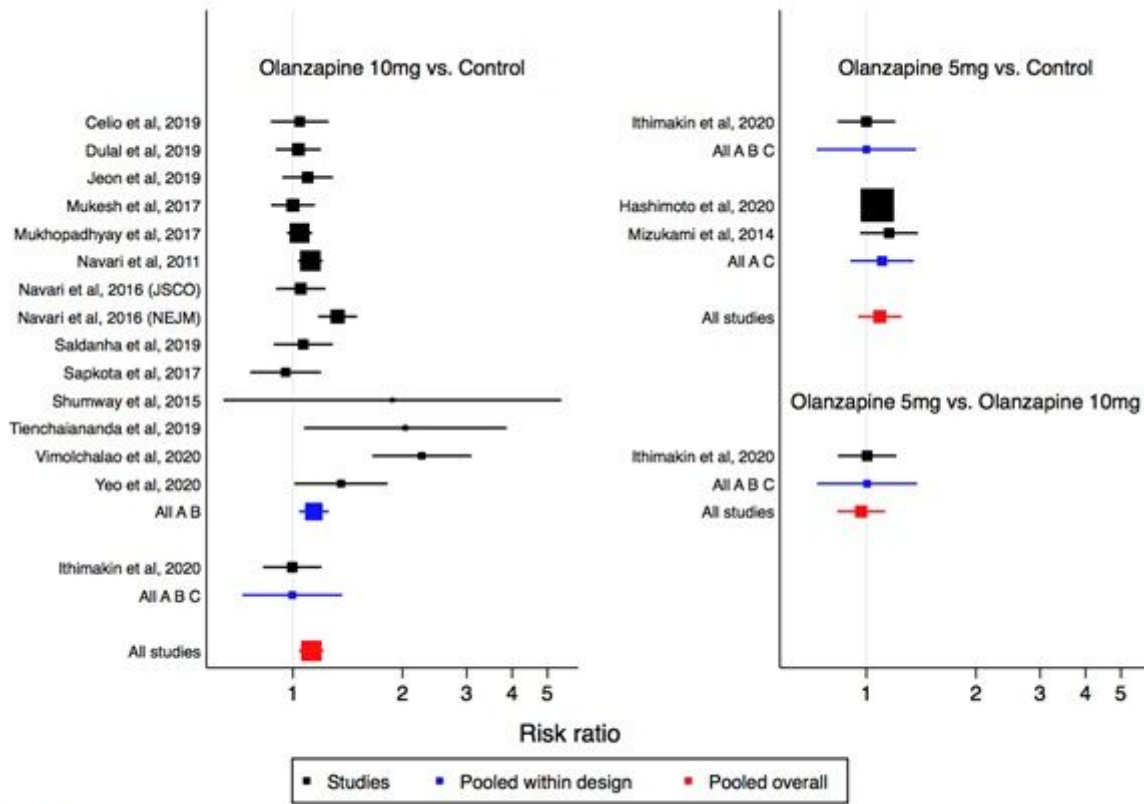 Olanzapine 10mg vs. Control
Celio et al, 2019
Dulal et al, 2019
Jeon et al, 2019
Mukesh et al, 2017
Mukhopadhyay et al, 2017
Navari et al, 2011
Navari et al, 2016 (JSCO)
Navari et al, 2016 (NEJM)
Saldanha et al, 2019
Sapkota et al, 2017
Shumway et al, 2015
Tienchaiananda et al, 2019
Vimolchalao et al, 2020
Yeo et al, 2020
All A B
Ithimakin et al, 2020
All A B C
All studies
1 2 3 4 5
Olanzapine 5mg vs. Control
Ithimakin et al, 2020
All A B C
Hashimoto et al, 2020
Mizukami et al, 2014
All A C
All studies
Olanzapine 5mg vs. Olanzapine 10mg
Ithimakin et al, 2020
All A B C
All studies
1 2 3 4 5
Risk ratio
Studies Pooled within design Pooled overall